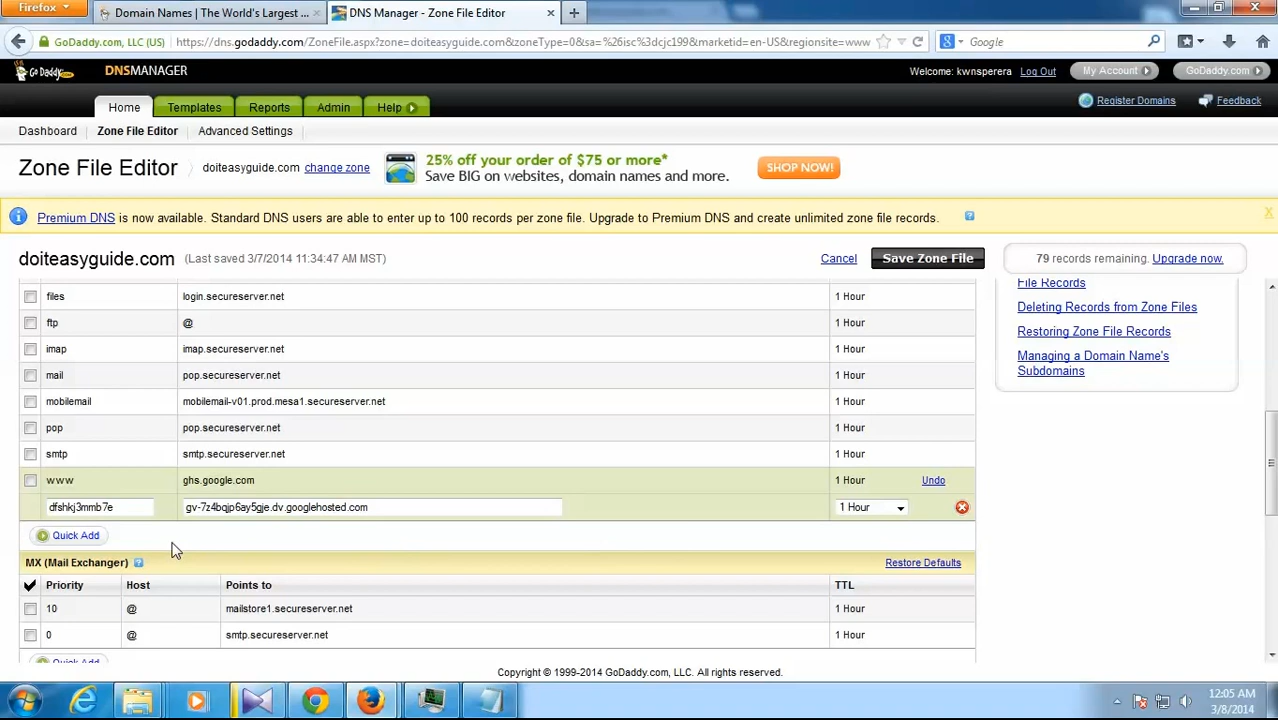 Firefox
Domain Names | The World's Largest ...
DNS Manager - Zone File Editor
GoDaddy.com, LLC (US)
https://dns.godaddy.com/ZoneFile.aspx?zone=doiteasyguide.com&zoneType=0&sa=%26isc%3dcjc199&marketid=en-US&regionsite=www
Google
Go Daddy
DNSMANAGER
Welcome: kwnsperera
Log Out
My Account
GoDaddy.com
Home
Templates
Reports
Admin
Help
Register Domains
Feedback
Dashboard
Zone File Editor
Advanced Settings
Zone File Editor
doiteasyguide.com change zone
25% off your order of $75 or more*
Save BIG on websites, domain names and more.
SHOP NOW!
Premium DNS is now available. Standard DNS users are able to enter up to 100 records per zone file. Upgrade to Premium DNS and create unlimited zone file records.
?
X
doiteasyguide.com (Last saved 3/7/2014 11:34:47 AM MST)
Cancel
Save Zone File
79 records remaining. Upgrade now.
files login.secureserver.net 1 Hour
ftp @ 1 Hour
imap imap.secureserver.net 1 Hour
mail pop.secureserver.net 1 Hour
mobilemail mobilemail-v01.prod.mesa1.secureserver.net 1 Hour
pop pop.secureserver.net 1 Hour
smtp smtp.secureserver.net 1 Hour
www ghs.google.com 1 Hour Undo
dfshkj3mmb7e gv-7z4bqjp6ay5gje.dv.googlehosted.com 1 Hour
Quick Add
MX (Mail Exchanger) ? Restore Defaults
Priority Host Points to TTL
10 @ mailstore1.secureserver.net 1 Hour
0 @ smtp.secureserver.net 1 Hour
Quick Add
File Records
Deleting Records from Zone Files
Restoring Zone File Records
Managing a Domain Name's
Subdomains
Copyright © 1999-2014 GoDaddy.com, LLC. All rights reserved.
12:05 AM
3/8/2014